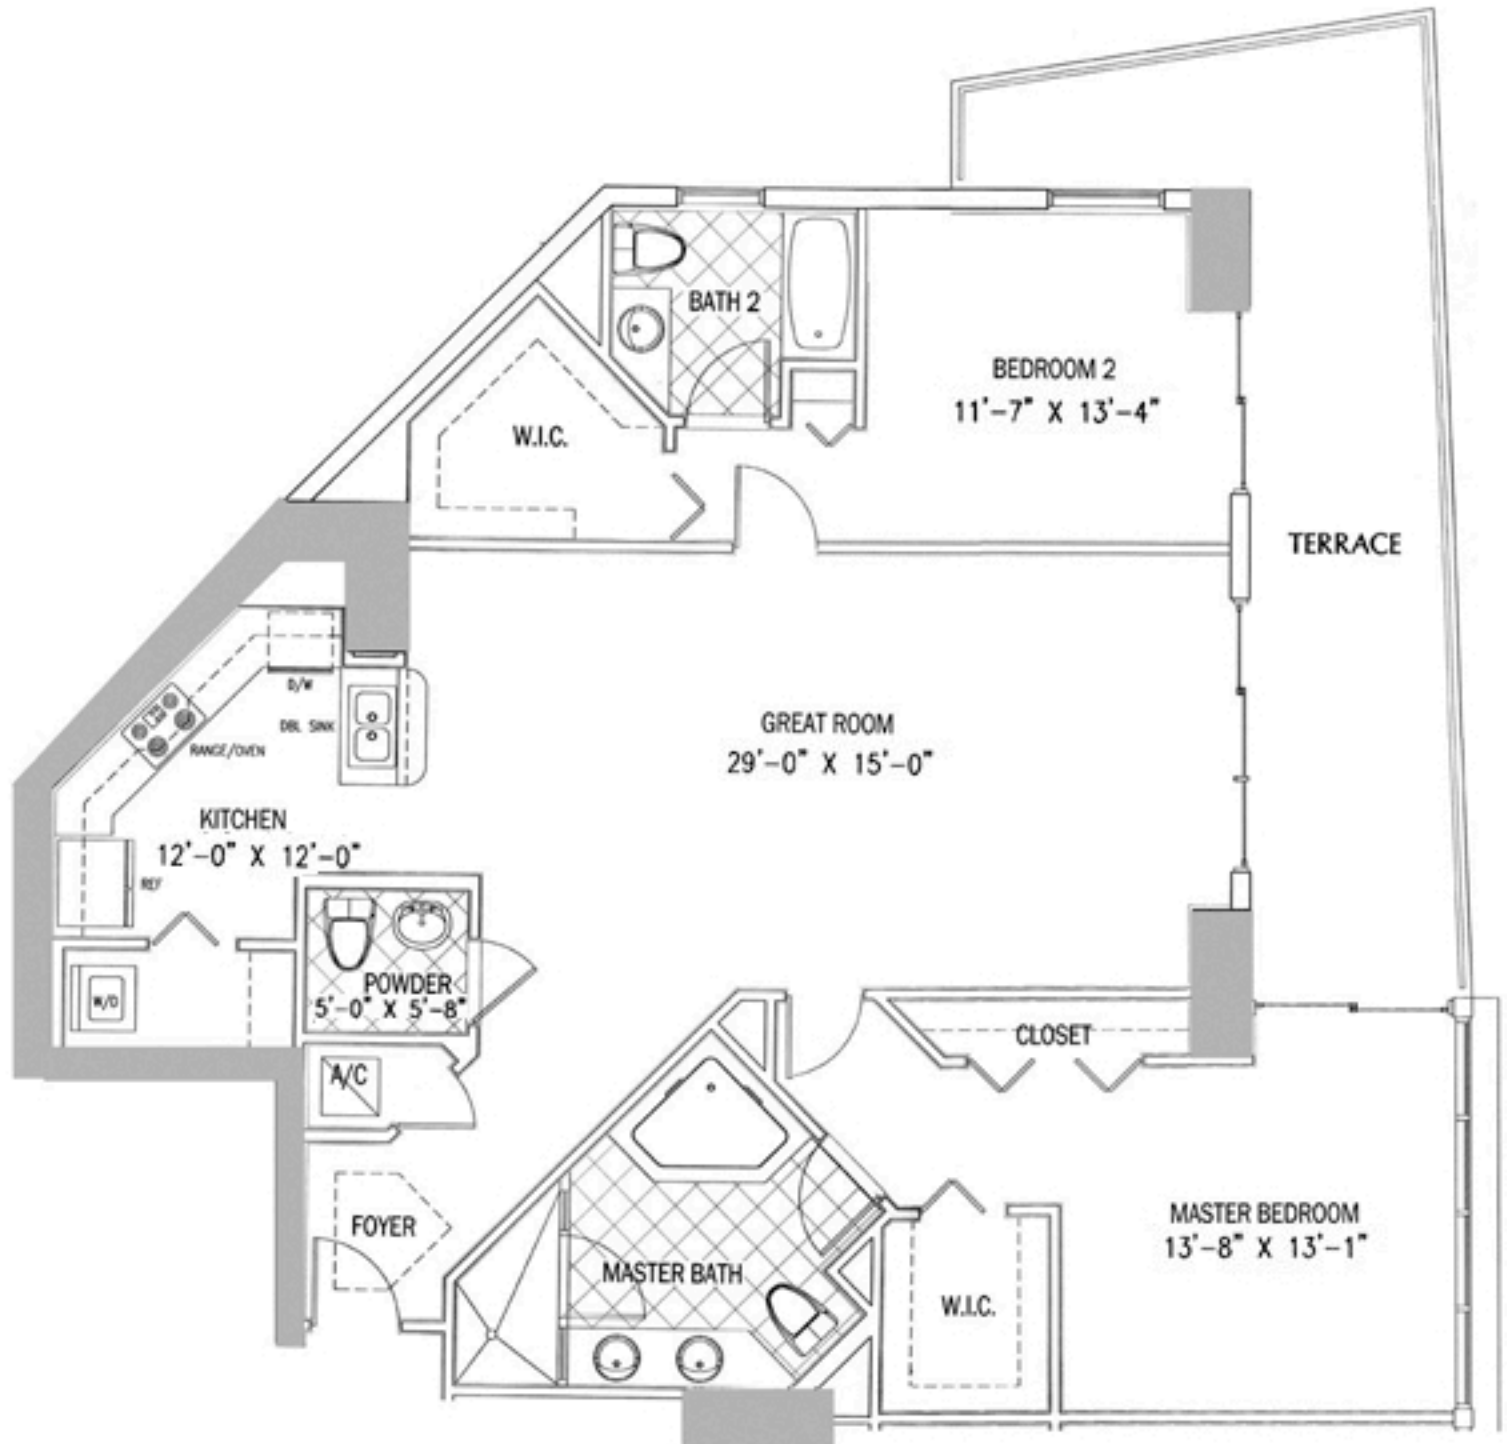 BATH 2
BEDROOM 2
11'-7" X 13'-4"
W.I.C.
TERRACE
D/W
DBL SINK
RANGE/OVEN
GREAT ROOM
29'-0" X 15'-0"
KITCHEN
12'-0" X 12'-0"
REF
POWDER
5'-0" X 5'-8"
W/D
CLOSET
A/C
FOYER
MASTER BEDROOM
13'-8" X 13'-1"
MASTER BATH
W.I.C.